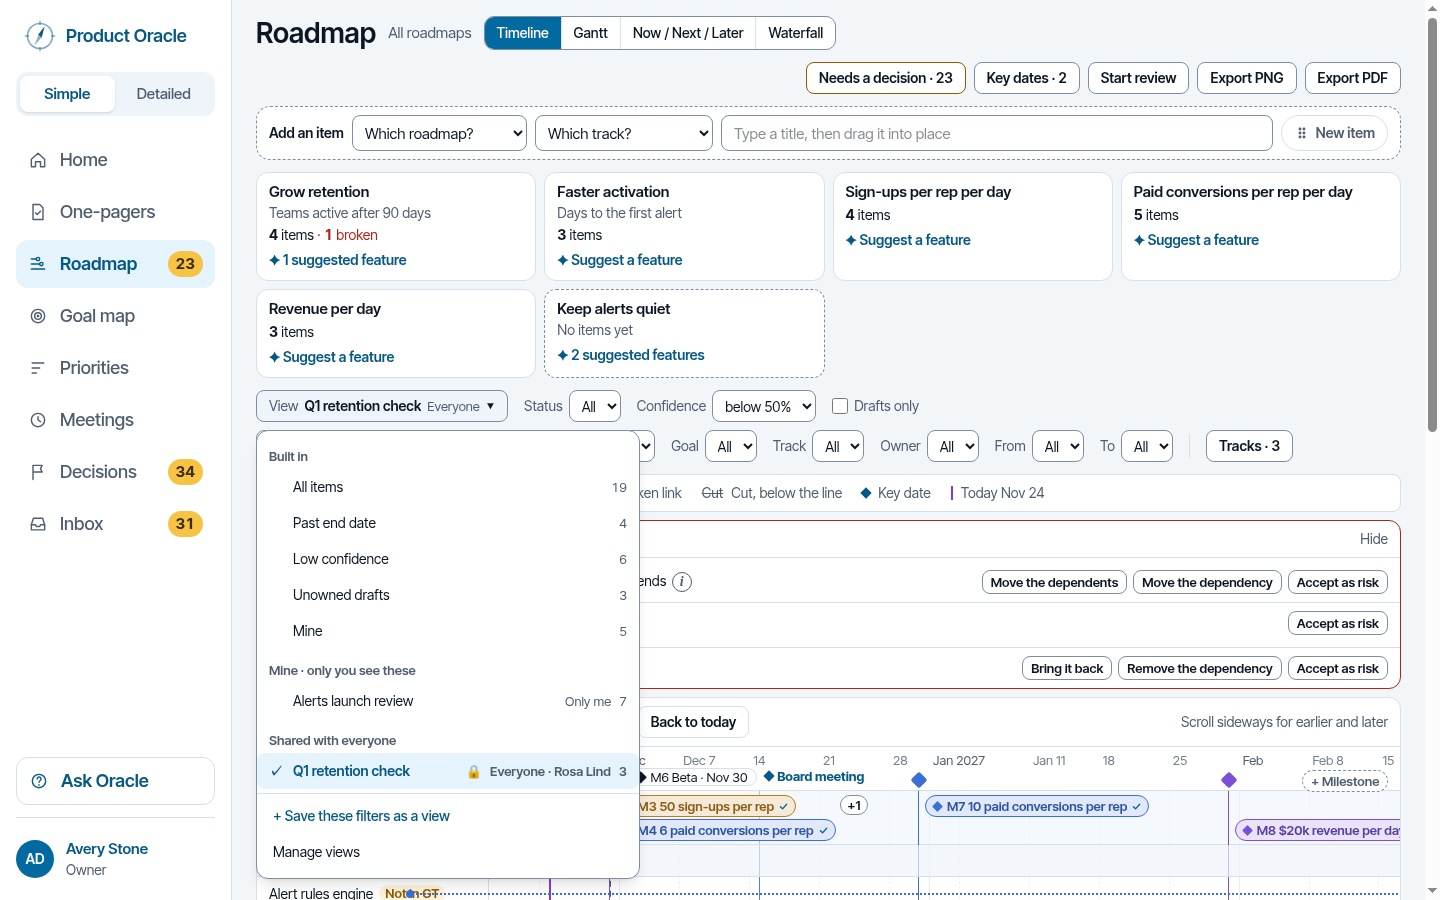 Product Oracle
Simple
Detailed
Home
One-pagers
Roadmap 23
Goal map
Priorities
Meetings
Decisions 34
Inbox 31
Ask Oracle
AD
Avery Stone
Owner
Roadmap All roadmaps Timeline Gantt Now / Next / Later Waterfall
Needs a decision · 23 Key dates · 2 Start review Export PNG Export PDF
Add an item Which roadmap? Which track? Type a title, then drag it into place New item
Grow retention
Teams active after 90 days
4 items · 1 broken
1 suggested feature
Faster activation
Days to the first alert
3 items
Suggest a feature
Sign-ups per rep per day
4 items
Suggest a feature
Paid conversions per rep per day
5 items
Suggest a feature
Revenue per day
3 items
Suggest a feature
Keep alerts quiet
No items yet
2 suggested features
View Q1 retention check Everyone ▼ Status All Confidence below 50% Drafts only
Goal All Track All Owner All From All To All Tracks · 3
Built in
All items 19
Past end date 4
Low confidence 6
Unowned drafts 3
Mine 5
Mine · only you see these
Alerts launch review Only me 7
Shared with everyone
✓ Q1 retention check Everyone · Rosa Lind 3
+ Save these filters as a view
Manage views
link Cut Cut, below the line Key date Today Nov 24
Hide
Move the dependents Move the dependency Accept as risk
Accept as risk
Bring it back Remove the dependency Accept as risk
Back to today Scroll sideways for earlier and later
Dec 7 14 21 28 Jan 2027 Jan 11 18 25 Feb Feb 8 15
M6 Beta · Nov 30 Board meeting + Milestone
M3 50 sign-ups per rep ✓ +1 M7 10 paid conversions per rep ✓
M4 6 paid conversions per rep ✓ M8 $20k revenue per day
Alert rules engine